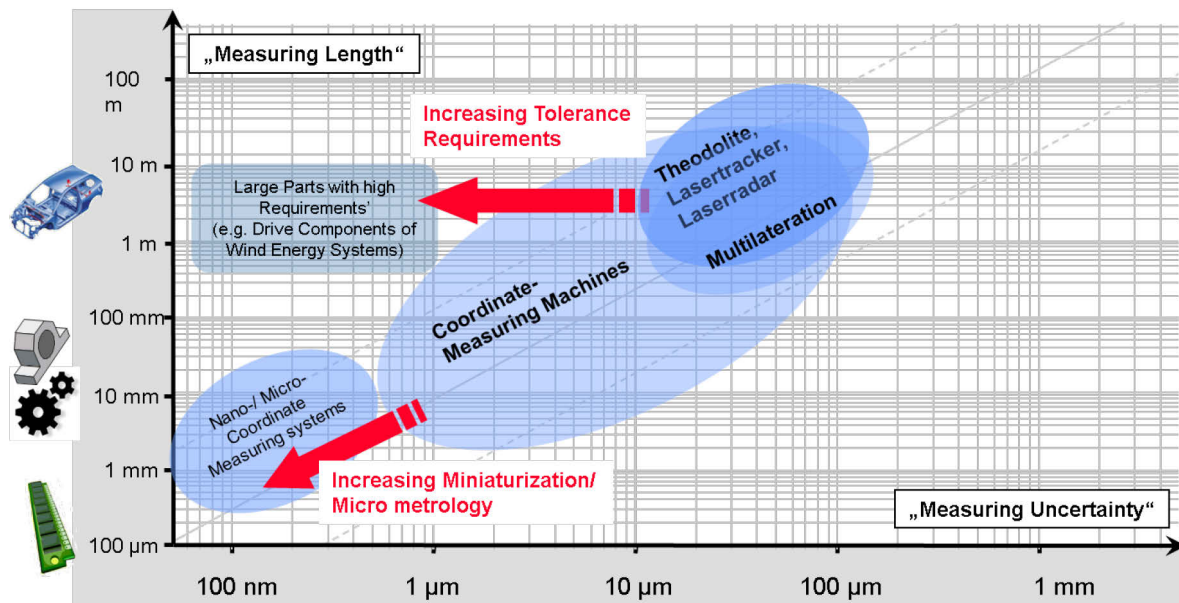 „Measuring Length“
100
m
10 m
1 m
100 mm
10 mm
1 mm
100 µm
Increasing Tolerance
Requirements
Large Parts with high
Requirements’
(e.g. Drive Components of
Wind Energy Systems)
Theodolite,
Lasertracker,
Laserradar
Multilateration
Coordinate-
Measuring Machines
Nano-/ Micro-
Coordinate
Measuring systems
Increasing Miniaturization/
Micro metrology
„Measuring Uncertainty“
100 nm
1 µm
10 µm
100 µm
1 mm